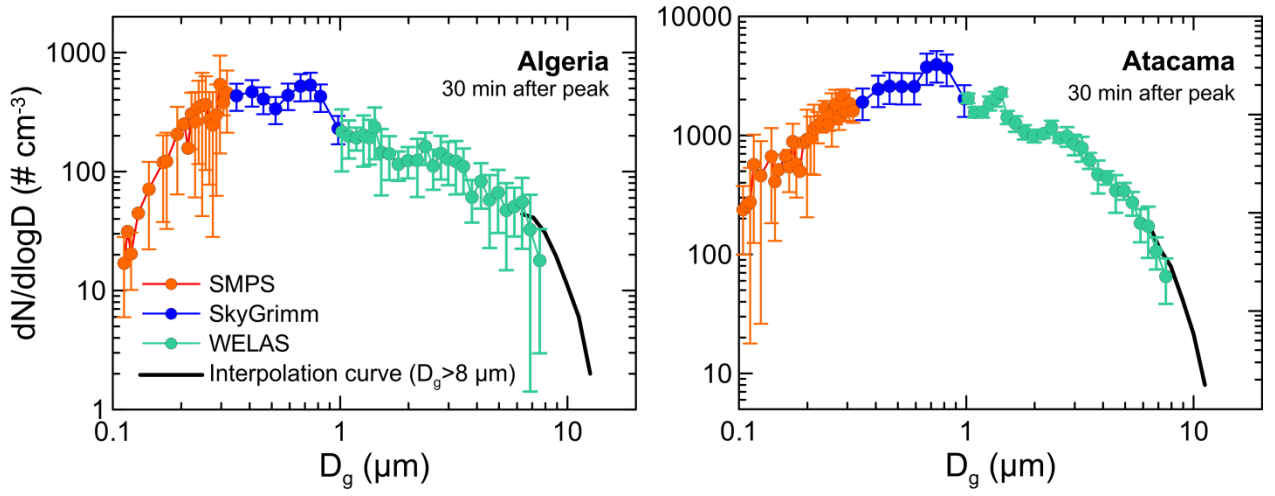 Algeria
30 min after peak
dN/dlogD (# cm⁻³)
1000
100
10
1
SMPS
SkyGrimm
WELAS
Interpolation curve (D_g>8 µm)
0.1 1 10
D_g (µm)
Atacama
30 min after peak
10000
1000
100
10
0.1 1 10
D_g (µm)